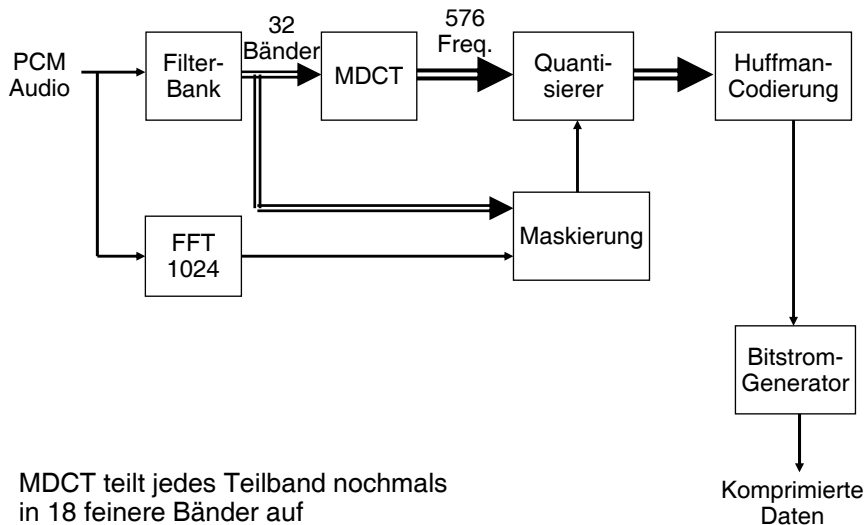 32
Bänder
576
Freq.
PCM
Audio
Filter-
Bank
MDCT
Quanti-
sierer
Huffman-
Codierung
FFT
1024
Maskierung
Bitstrom-
Generator
MDCT teilt jedes Teilband nochmals
in 18 feinere Bänder auf
Komprimierte
Daten